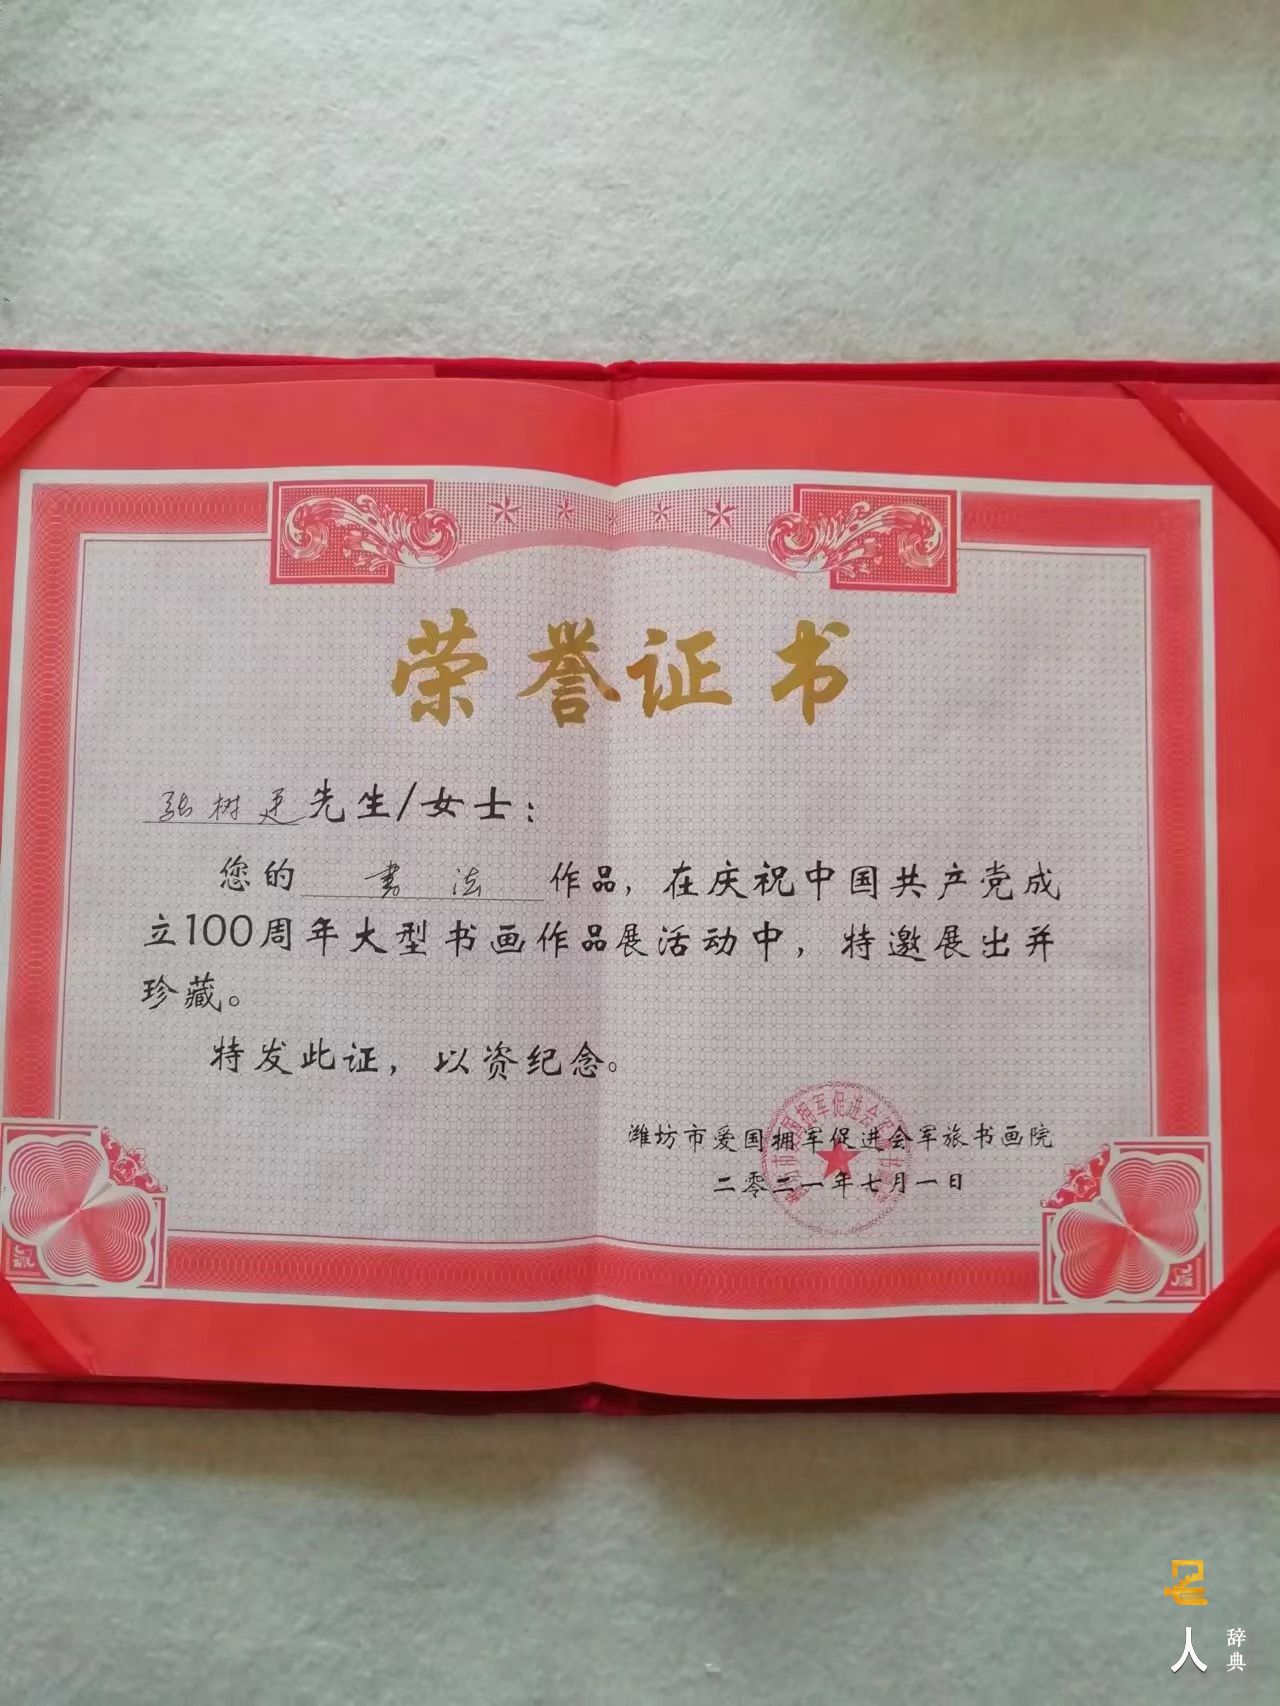 荣誉证书
张树廷先生/女士：
您的 書法 作品，在庆祝中国共产党成
立100周年大型书画作品展活动中，特邀展出并
珍藏。
特发此证，以资纪念。
潍坊市爱国拥军促进会军旅书画院
二零二一年七月一日
名人
辞典